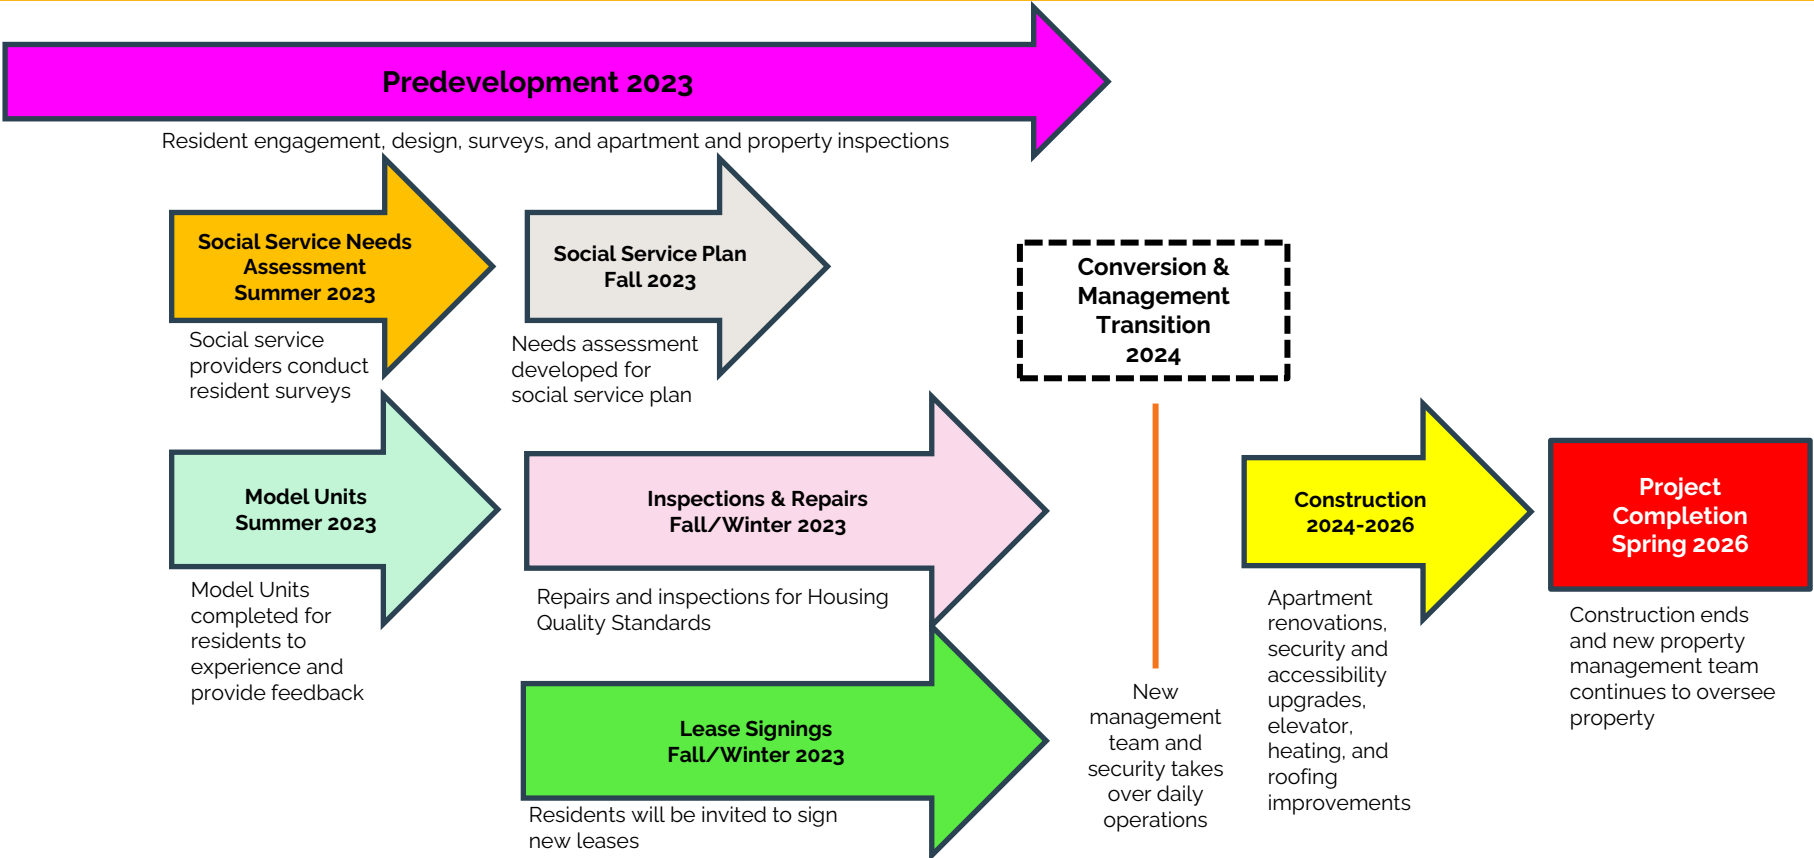 Predevelopment 2023
Resident engagement, design, surveys, and apartment and property inspections
Social Service Needs
Assessment
Summer 2023
Social service
providers conduct
resident surveys
Social Service Plan
Fall 2023
Needs assessment
developed for
social service plan
Conversion &
Management
Transition
2024
Model Units
Summer 2023
Model Units
completed for
residents to
experience and
provide feedback
Inspections & Repairs
Fall/Winter 2023
Repairs and inspections for Housing
Quality Standards
Lease Signings
Fall/Winter 2023
Residents will be invited to sign
new leases
New
management
team and
security takes
over daily
operations
Construction
2024-2026
Apartment
renovations,
security and
accessibility
upgrades,
elevator,
heating, and
roofing
improvements
Project
Completion
Spring 2026
Construction ends
and new property
management team
continues to oversee
property